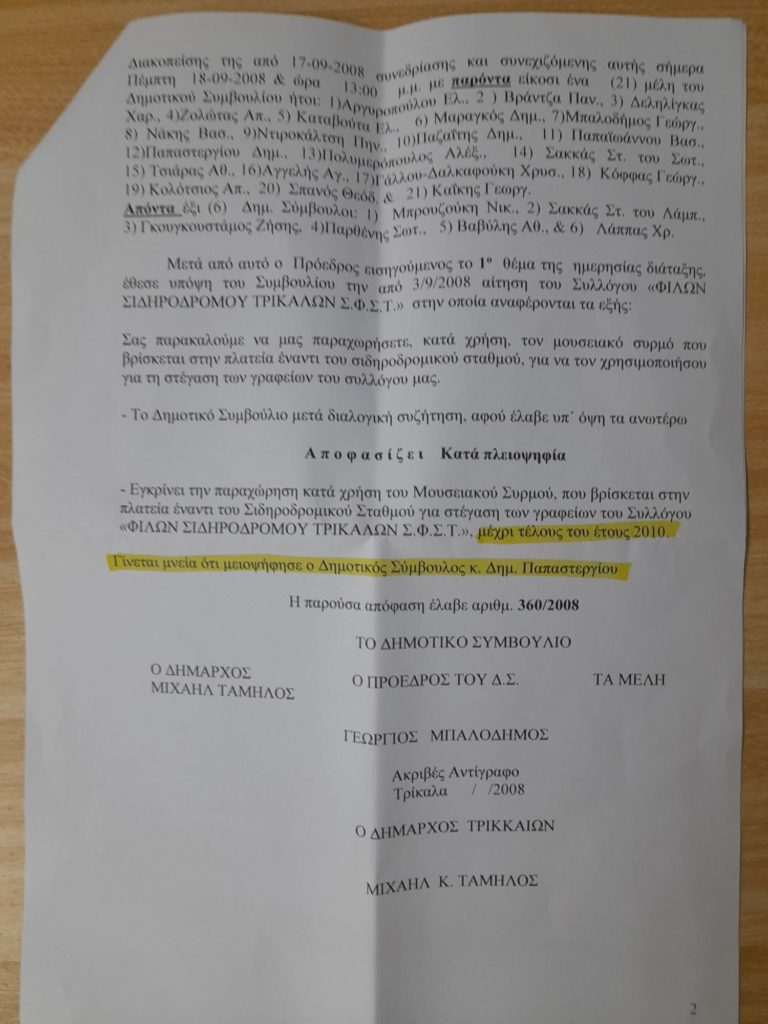 Διακοπείσης της από 17-09-2008 συνεδρίασης και συνεχιζόμενης αυτής σήμερα
Πέμπτη 18-09-2008 & ώρα 13:00 μ.μ. με παρόντα είκοσι ένα (21) μέλη του
Δημοτικού Συμβουλίου ήτοι: 1)Αργυροπούλου Ελ., 2 ) Βράντζα Παν., 3) Δεληλίγκας
Χαρ., 4)Ζολώτας Απ., 5) Καταβούτα Ελ., 6) Μαραγκός Δημ., 7)Μπαλοδήμος Γεώργ.,
8) Νάκης Βασ., 9)Ντιροκάλτση Πην., 10)Παζαΐτης Δημ., 11) Παπαϊωάννου Βασ.,
12)Παπαστεργίου Δημ., 13)Πολυμερόπουλος Αλέξ., 14) Σακκάς Στ. του Σωτ.,
15) Τσιάρας Αθ., 16)Αγγελής Αγ., 17)Γάλλου-Δαλκαφούκη Χρυσ., 18) Κόφφας Γεώργ.,
19) Κολότσιος Απ., 20) Σπανός Θεόδ. & 21) Καΐκης Γεωργ.
Απόντα έξι (6) Δημ. Σύμβουλοι: 1) Μπρουζούκη Νικ., 2) Σακκάς Στ. του Λάμπ.,
3) Γκουγκουστάμος Ζήσης, 4)Παρθένης Σωτ., 5) Βαβύλης Αθ., & 6) Λάππας Χρ.
Μετά από αυτό ο Πρόεδρος εισηγούμενος το 1ο θέμα της ημερησίας διάταξης,
έθεσε υπόψη του Συμβουλίου την από 3/9/2008 αίτηση του Συλλόγου «ΦΙΛΩΝ
ΣΙΔΗΡΟΔΡΟΜΟΥ ΤΡΙΚΑΛΩΝ Σ.Φ.Σ.Τ.» στην οποία αναφέρονται τα εξής:
Σας παρακαλούμε να μας παραχωρήσετε, κατά χρήση, τον μουσειακό συρμό που
βρίσκεται στην πλατεία έναντι του σιδηροδρομικού σταθμού, για να τον χρησιμοποιήσου
για τη στέγαση των γραφείων του συλλόγου μας.
- Το Δημοτικό Συμβούλιο μετά διαλογική συζήτηση, αφού έλαβε υπ΄ όψη τα ανωτέρω
Α π ο φ α σ ί ζ ε ι Κατά πλειοψηφία
- Εγκρίνει την παραχώρηση κατά χρήση του Μουσειακού Συρμού, που βρίσκεται στην
πλατεία έναντι του Σιδηροδρομικού Σταθμού για στέγαση των γραφείων του Συλλόγου
«ΦΙΛΩΝ ΣΙΔΗΡΟΔΡΟΜΟΥ ΤΡΙΚΑΛΩΝ Σ.Φ.Σ.Τ.», μέχρι τέλους του έτους 2010.
Γίνεται μνεία ότι μειοψήφησε ο Δημοτικός Σύμβουλος κ. Δημ. Παπαστεργίου
Η παρούσα απόφαση έλαβε αριθμ. 360/2008
ΤΟ ΔΗΜΟΤΙΚΟ ΣΥΜΒΟΥΛΙΟ
Ο ΔΗΜΑΡΧΟΣ
ΜΙΧΑΗΛ ΤΑΜΗΛΟΣ
Ο ΠΡΟΕΔΡΟΣ ΤΟΥ Δ.Σ.
ΤΑ ΜΕΛΗ
ΓΕΩΡΓΙΟΣ ΜΠΑΛΟΔΗΜΟΣ
Ακριβές Αντίγραφο
Τρίκαλα / /2008
Ο ΔΗΜΑΡΧΟΣ ΤΡΙΚΚΑΙΩΝ
ΜΙΧΑΗΛ Κ. ΤΑΜΗΛΟΣ
2